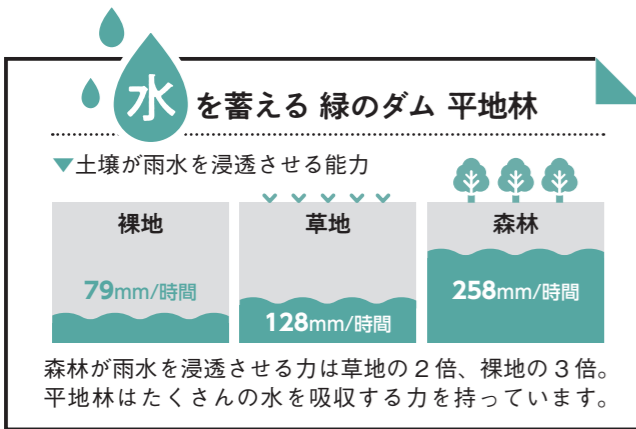 水を蓄える 緑のダム 平地林
▼土壌が雨水を浸透させる能力
裸地
79mm/時間
草地
128mm/時間
森林
258mm/時間
森林が雨水を浸透させる力は草地の2倍、裸地の3倍。
平地林はたくさんの水を吸収する力を持っています。